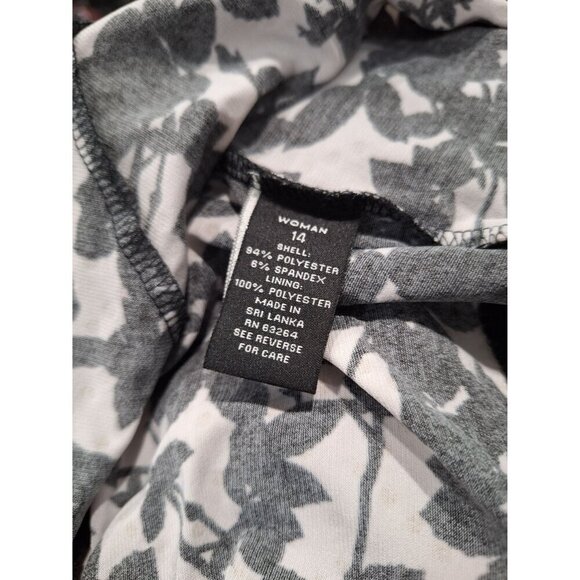 WOMAN
14
SHELL:
94% POLYESTER
6% SPANDEX
LINING:
100% POLYESTER
MADE IN
SRI LANKA
RN 63264
SEE REVERSE
FOR CARE